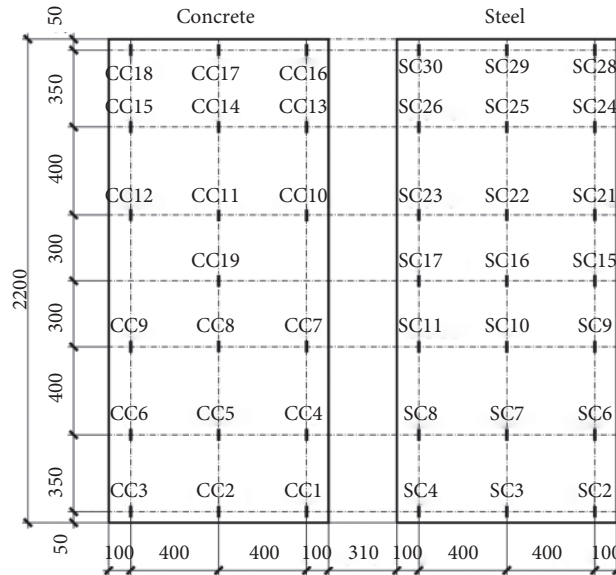 Concrete Steel
50
CC18 CC17 CC16 SC30 SC29 SC28
350
CC15 CC14 CC13 SC26 SC25 SC24
400
CC12 CC11 CC10 SC23 SC22 SC21
300
CC19 SC17 SC16 SC15
2200
300
CC9 CC8 CC7 SC11 SC10 SC9
400
CC6 CC5 CC4 SC8 SC7 SC6
350
CC3 CC2 CC1 SC4 SC3 SC2
50
100 400 400 100 310 100 400 400 100